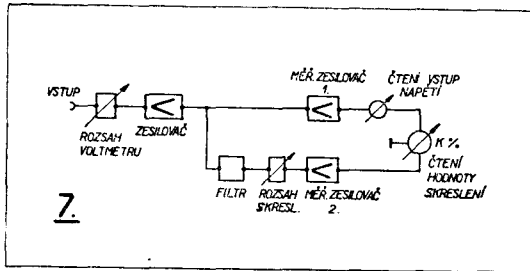 VSTUP
ROZSAH
VOLTMETRU
ZESILOVAČ
MĚŘ. ZESILOVAČ
1.
ČTENÍ VSTUP
NAPĚTÍ
K %
ČTENÍ
HODNOTY
SKRESLENÍ
FILTR
ROZSAH
SKRESL.
MĚŘ. ZESILOVAČ
2.
7.